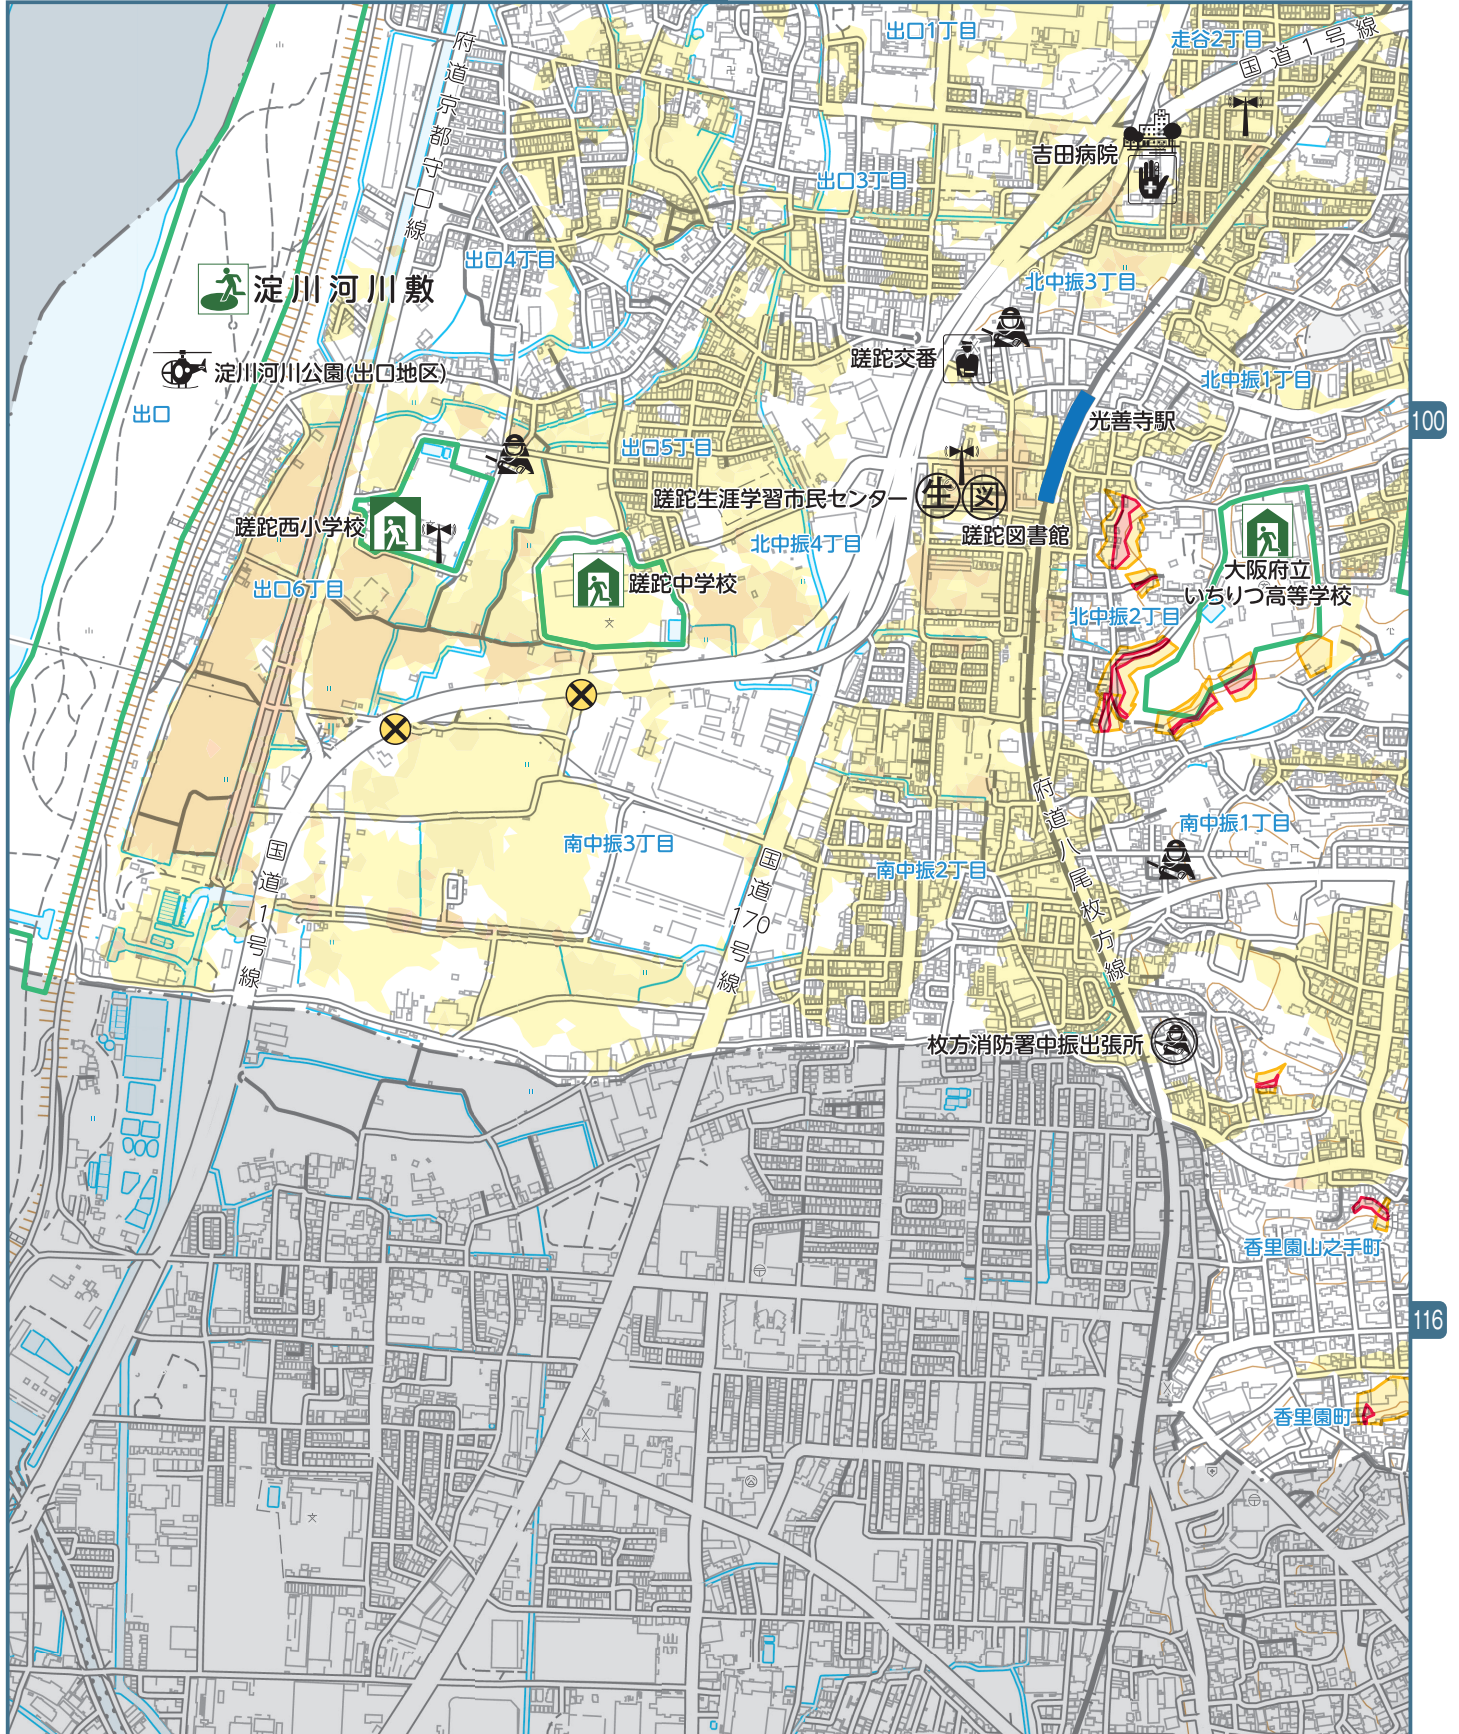 出口1丁目
走谷2丁目
国道1号線
府道京都守口線
吉田病院
出口3丁目
出口4丁目
北中振3丁目
淀川河川敷
蹉跎交番
淀川河川公園(出口地区)
北中振1丁目
出口
光善寺駅
100
出口5丁目
蹉跎生涯学習市民センター
生
図
蹉跎西小学校
蹉跎図書館
北中振4丁目
大阪府立
いちりつ高等学校
出口6丁目
蹉跎中学校
北中振2丁目
府道八尾枚方線
南中振1丁目
南中振3丁目
国道1号線
国道170号線
南中振2丁目
枚方消防署中振出張所
香里園山之手町
116
香里園町